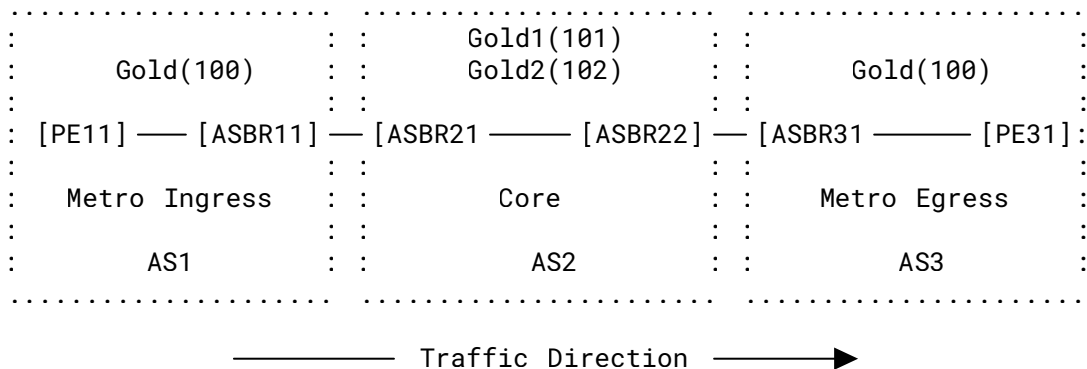 Gold1(101)
Gold(100) Gold2(102) Gold(100)
[PE11] [ASBR11] [ASBR21 [ASBR22] [ASBR31 [PE31]
Metro Ingress Core Metro Egress
AS1 AS2 AS3
Traffic Direction